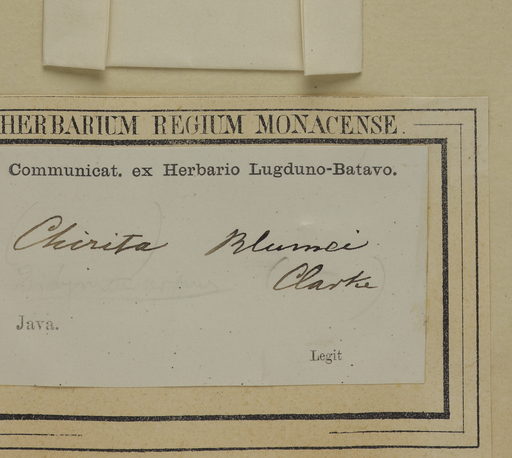 HERBARIUM REGIUM MONACENSE.
Communicat. ex Herbario Lugduno-Batavo.
Chirita Blumei
Clarke
Java.
Legit